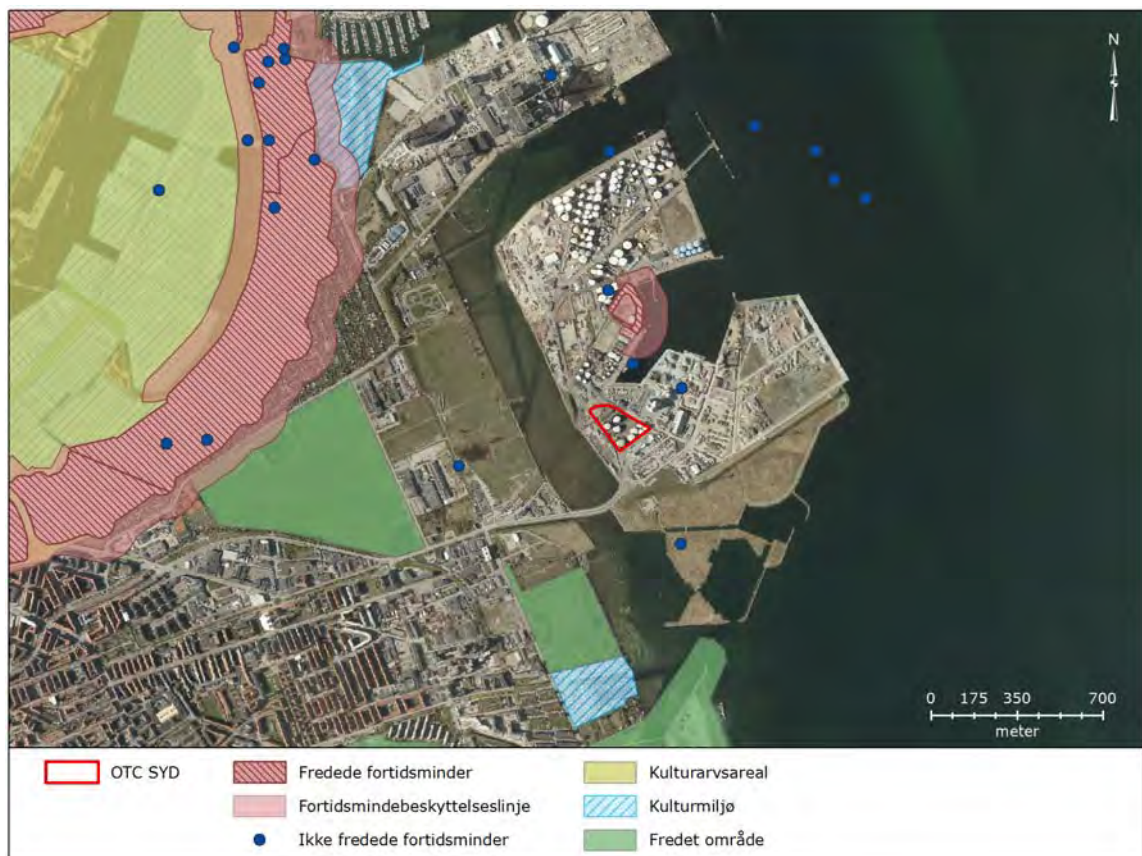 N
0 175 350 700
meter
OTC SYD
Fredede fortidsminder
Kulturarvsareal
Fortidsmindebeskyttelseslinje
Kulturmiljø
Ikke fredede fortidsminder
Fredet område